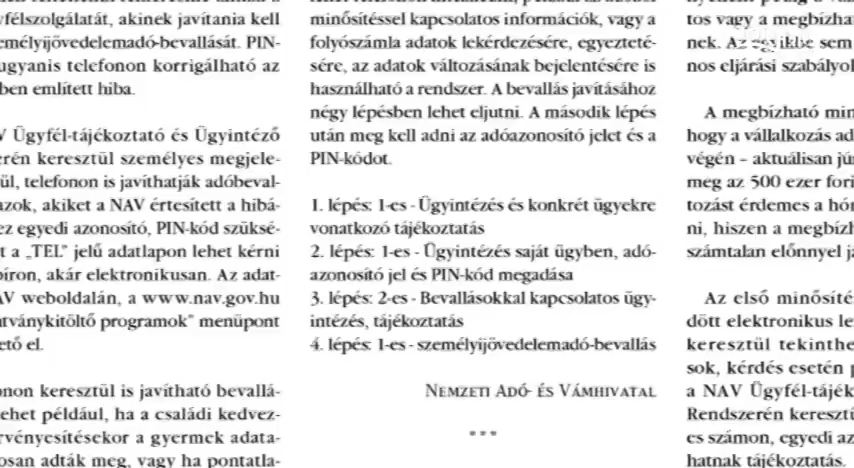 félszolgálatát, akinek javítania kell
emélyijövedelemadó-bevallását. PIN-
ugyanis telefonon korrigálható az
ben említett hiba.
V Ügyfél-tájékoztató és Ügyintéző
erén keresztül személyes megjele-
ül, telefonon is javíthatják adóbeval-
azok, akiket a NAV értesített a hibá-
ez egyedi azonosító, PIN-kód szüksé-
t a „TEL" jelű adatlapon lehet kérni
píron, akár elektronikusan. Az adat-
AV weboldalán, a www.nav.gov.hu
atványkitöltő programok" menüpont
ető el.
onon keresztül is javítható bevallá-
lehet például, ha a családi kedvez-
rvényesítésekor a gyermek adata-
osan adták meg, vagy ha pontatla-
minősítéssel kapcsolatos információk, vagy a
folyószámla adatok lekérdezésére, egyezteté-
sére, az adatok változásának bejelentésére is
használható a rendszer. A bevallás javításához
négy lépésben lehet eljutni. A második lépés
után meg kell adni az adóazonosító jelet és a
PIN-kódot.
1. lépés: 1-es - Ügyintézés és konkrét ügyekre
vonatkozó tájékoztatás
2. lépés: 1-es - Ügyintézés saját ügyben, adó-
azonosító jel és PIN-kód megadása
3. lépés: 2-es - Bevallásokkal kapcsolatos ügy-
intézés, tájékoztatás
4. lépés: 1-es - személyijövedelemadó-bevallás
NEMZETI ADÓ- ÉS VÁMHIVATAL
***
tos vagy a megbízha
nek. Az egyikbe sem
nos eljárási szabályol
A megbízható min
hogy a vállalkozás ad
végén – aktuálisan jú
meg az 500 ezer fori
tozást érdemes a hó
ni, hiszen a megbízh
számtalan előnnyel já
Az első minősíté
dött elektronikus le
keresztül tekinthe
sok, kérdés esetén p
a NAV Ügyfél-tájék
Rendszerén keresztü
es számon, egyedi az
hatnak tájékoztatás.